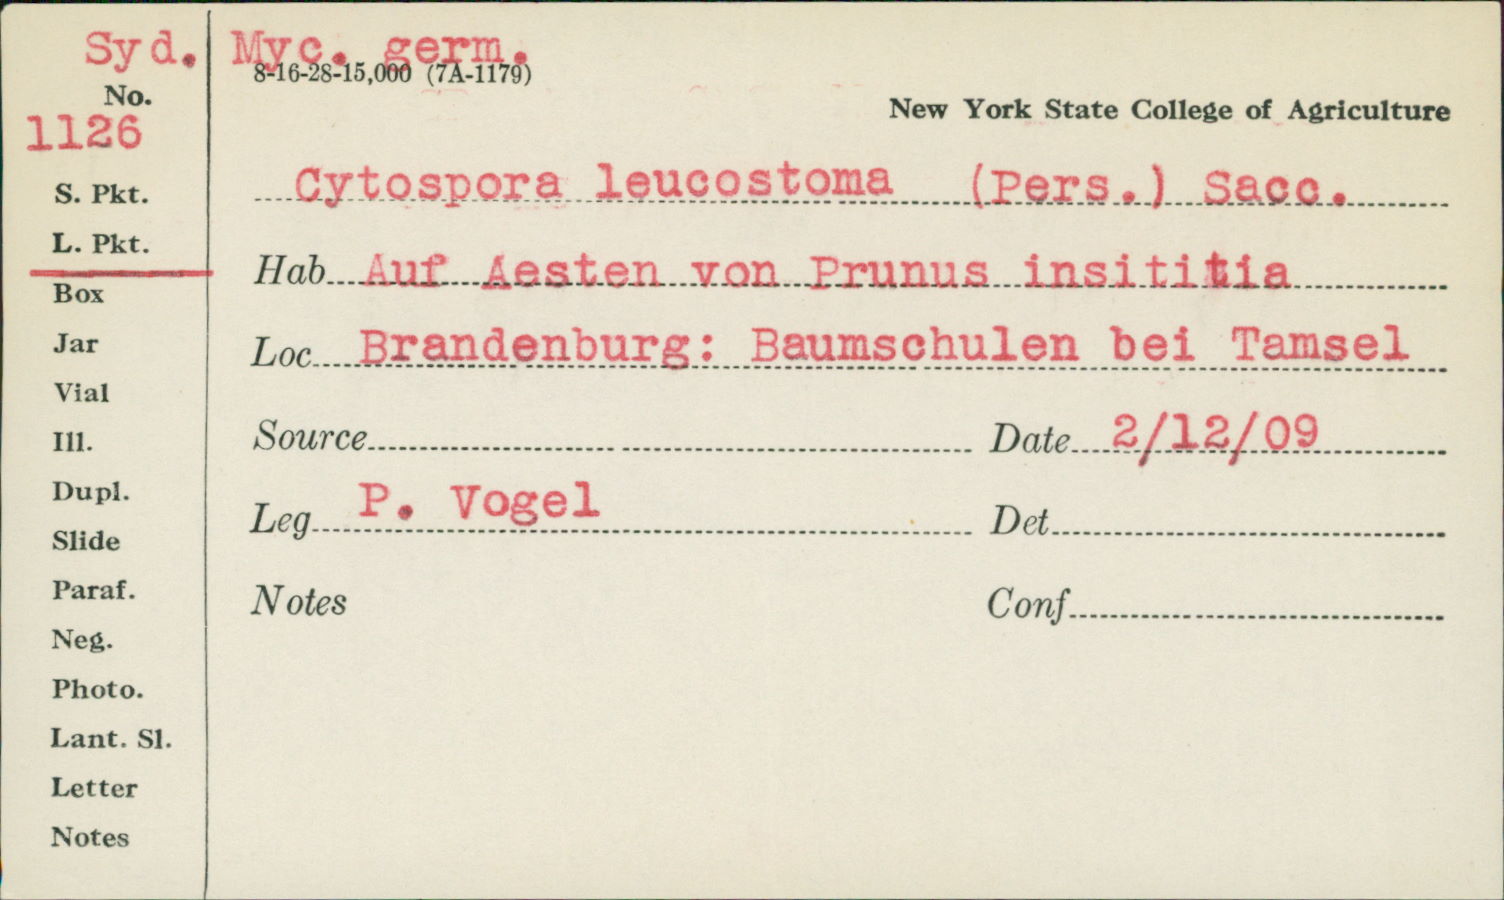 Syd. Myc. germ.
8-16-28-15,000 (7A-1179)
No.
1126
New York State College of Agriculture
S. Pkt.
Cytospora leucostoma (Pers.) Sacc.
L. Pkt.
Hab Auf Aesten von Prunus insititia
Box
Jar
Loc Brandenburg: Baumschulen bei Tamsel
Vial
Ill.
Source Date 2/12/09
Dupl.
Leg P. Vogel Det
Slide
Paraf.
Notes Conf
Neg.
Photo.
Lant. Sl.
Letter
Notes